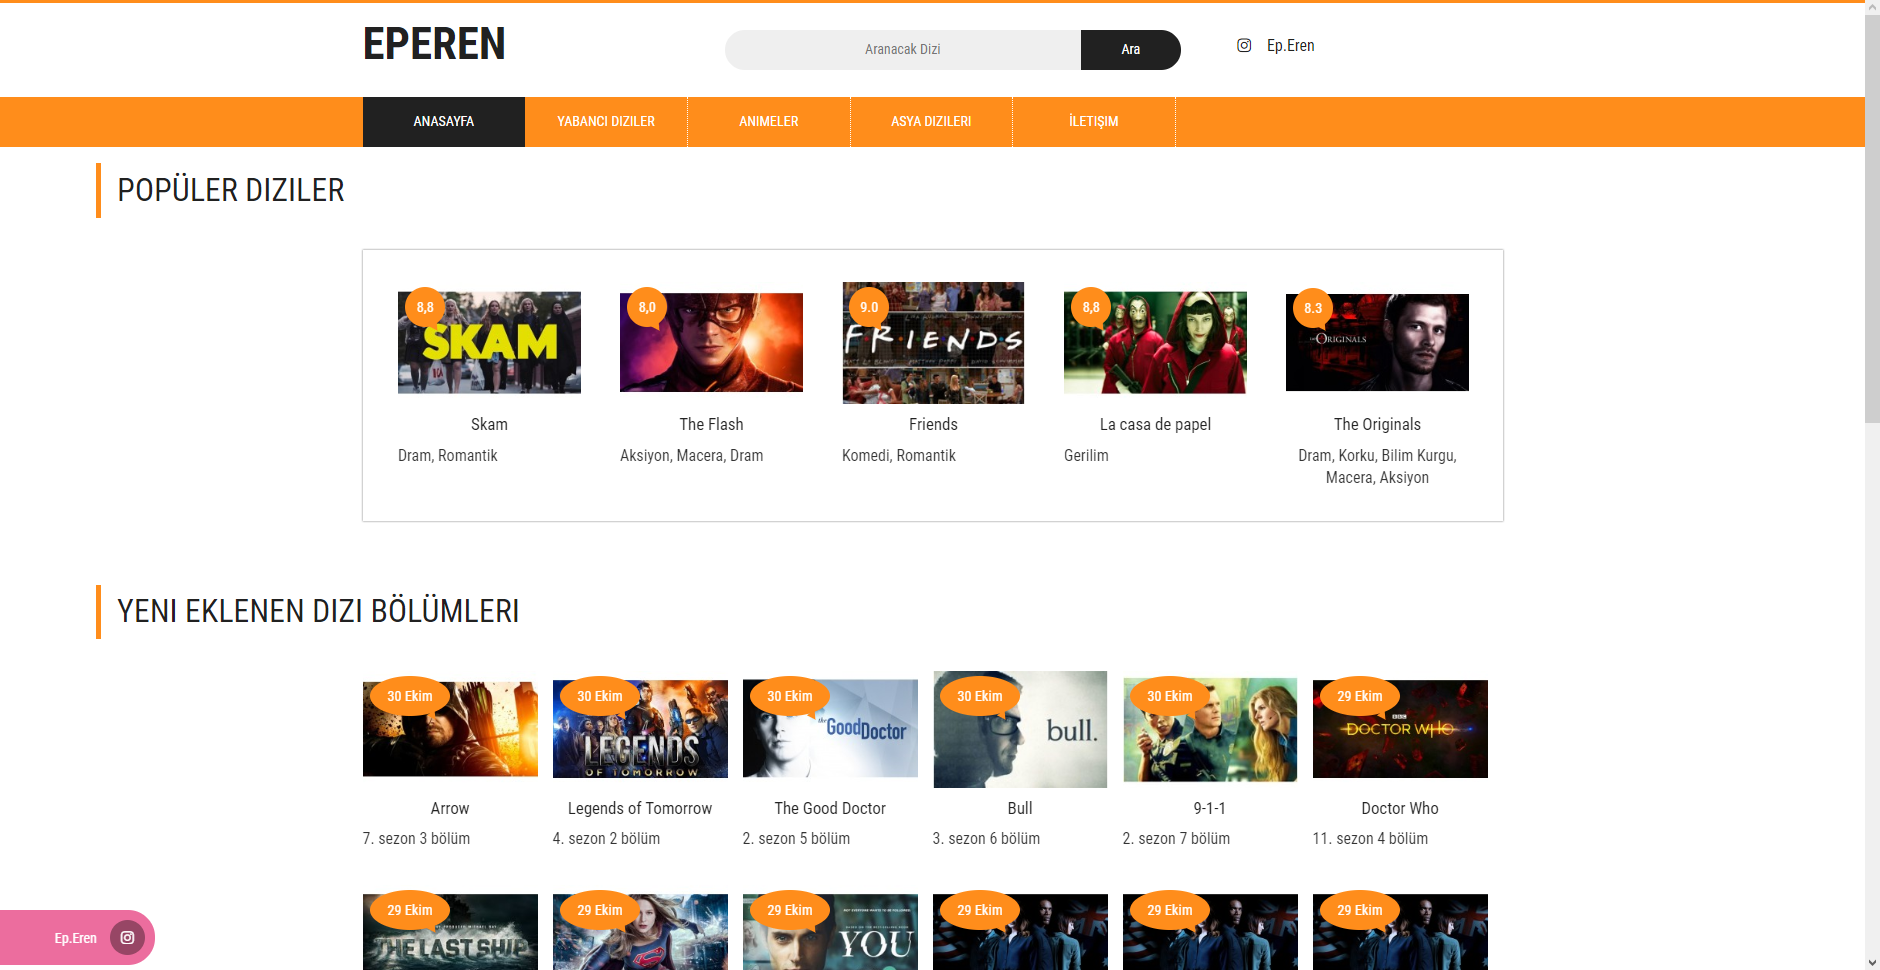 EPEREN
Aranacak Dizi
Ara
Ep.Eren
ANASAYFA
YABANCI DIZILER
ANIMELER
ASYA DIZILERI
İLETIŞIM
POPÜLER DIZILER
8,8
SKAM
8,0
9.0
FRIENDS
8,8
8.3
THE ORIGINALS
Skam
The Flash
Friends
La casa de papel
The Originals
Dram, Romantik
Aksiyon, Macera, Dram
Komedi, Romantik
Gerilim
Dram, Korku, Bilim Kurgu,
Macera, Aksiyon
YENI EKLENEN DIZI BÖLÜMLERI
30 Ekim
30 Ekim
LEGENDS
OF TOMORROW
30 Ekim
the GoodDoctor
30 Ekim
bull.
30 Ekim
29 Ekim
BBC
DOCTOR WHO
Arrow
Legends of Tomorrow
The Good Doctor
Bull
9-1-1
Doctor Who
7. sezon 3 bölüm
4. sezon 2 bölüm
2. sezon 5 bölüm
3. sezon 6 bölüm
2. sezon 7 bölüm
11. sezon 4 bölüm
29 Ekim
THE LAST SHIP
29 Ekim
29 Ekim
YOU
29 Ekim
29 Ekim
29 Ekim
Ep.Eren